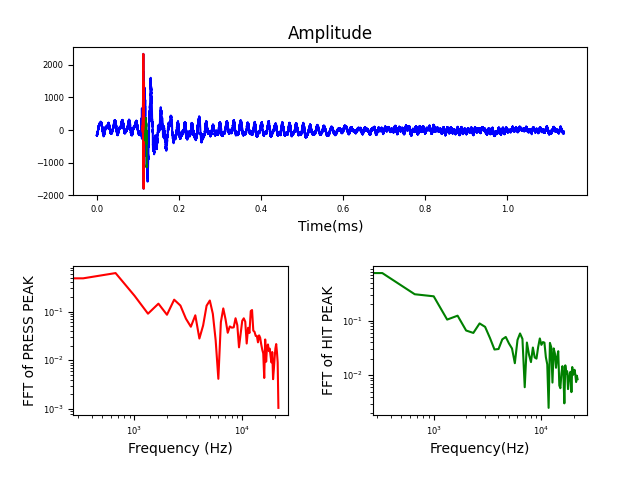 Amplitude
2000
1000
0
−1000
−2000
0.0 0.2 0.4 0.6 0.8 1.0
Time(ms)
FFT of PRESS PEAK
10⁻¹
10⁻²
10⁻³
10³ 10⁴
Frequency (Hz)
FFT of HIT PEAK
10⁻¹
10⁻²
10³ 10⁴
Frequency(Hz)